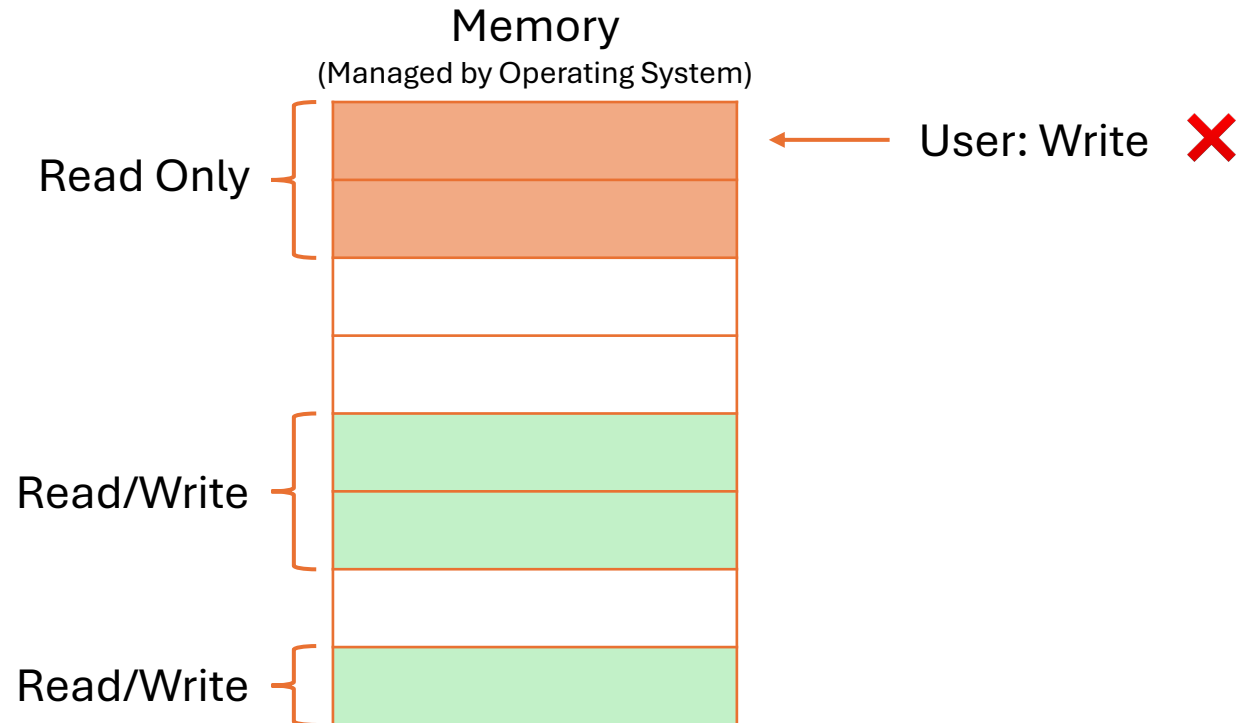 Memory
(Managed by Operating System)
User: Write
Read Only
Read/Write
Read/Write